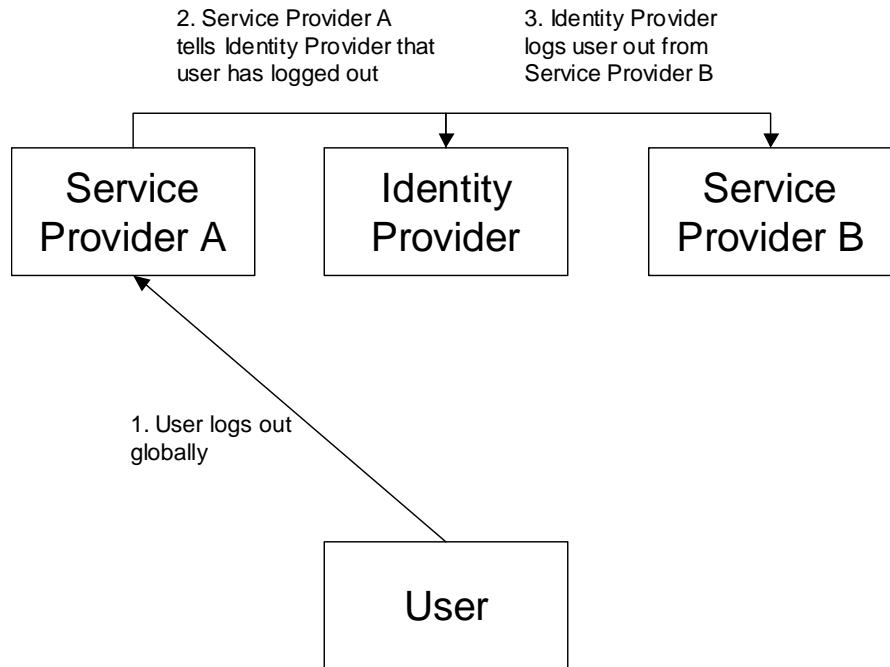 2. Service Provider A
tells Identity Provider that
user has logged out
3. Identity Provider
logs user out from
Service Provider B
Service
Provider A
Identity
Provider
Service
Provider B
1. User logs out
globally
User